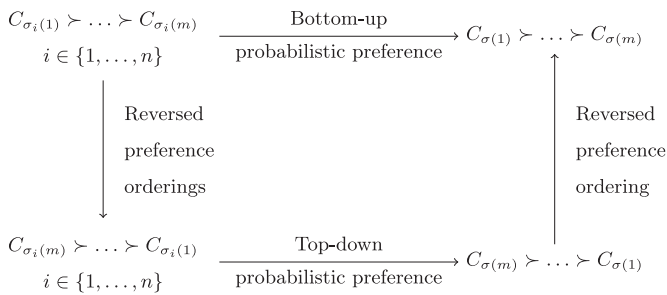 C_{σ_i(1)} ≻ … ≻ C_{σ_i(m)}
i ∈ {1, …, n}
Bottom-up
probabilistic preference
C_{σ(1)} ≻ … ≻ C_{σ(m)}
Reversed
preference
orderings
Reversed
preference
ordering
C_{σ_i(m)} ≻ … ≻ C_{σ_i(1)}
i ∈ {1, …, n}
Top-down
probabilistic preference
C_{σ(m)} ≻ … ≻ C_{σ(1)}